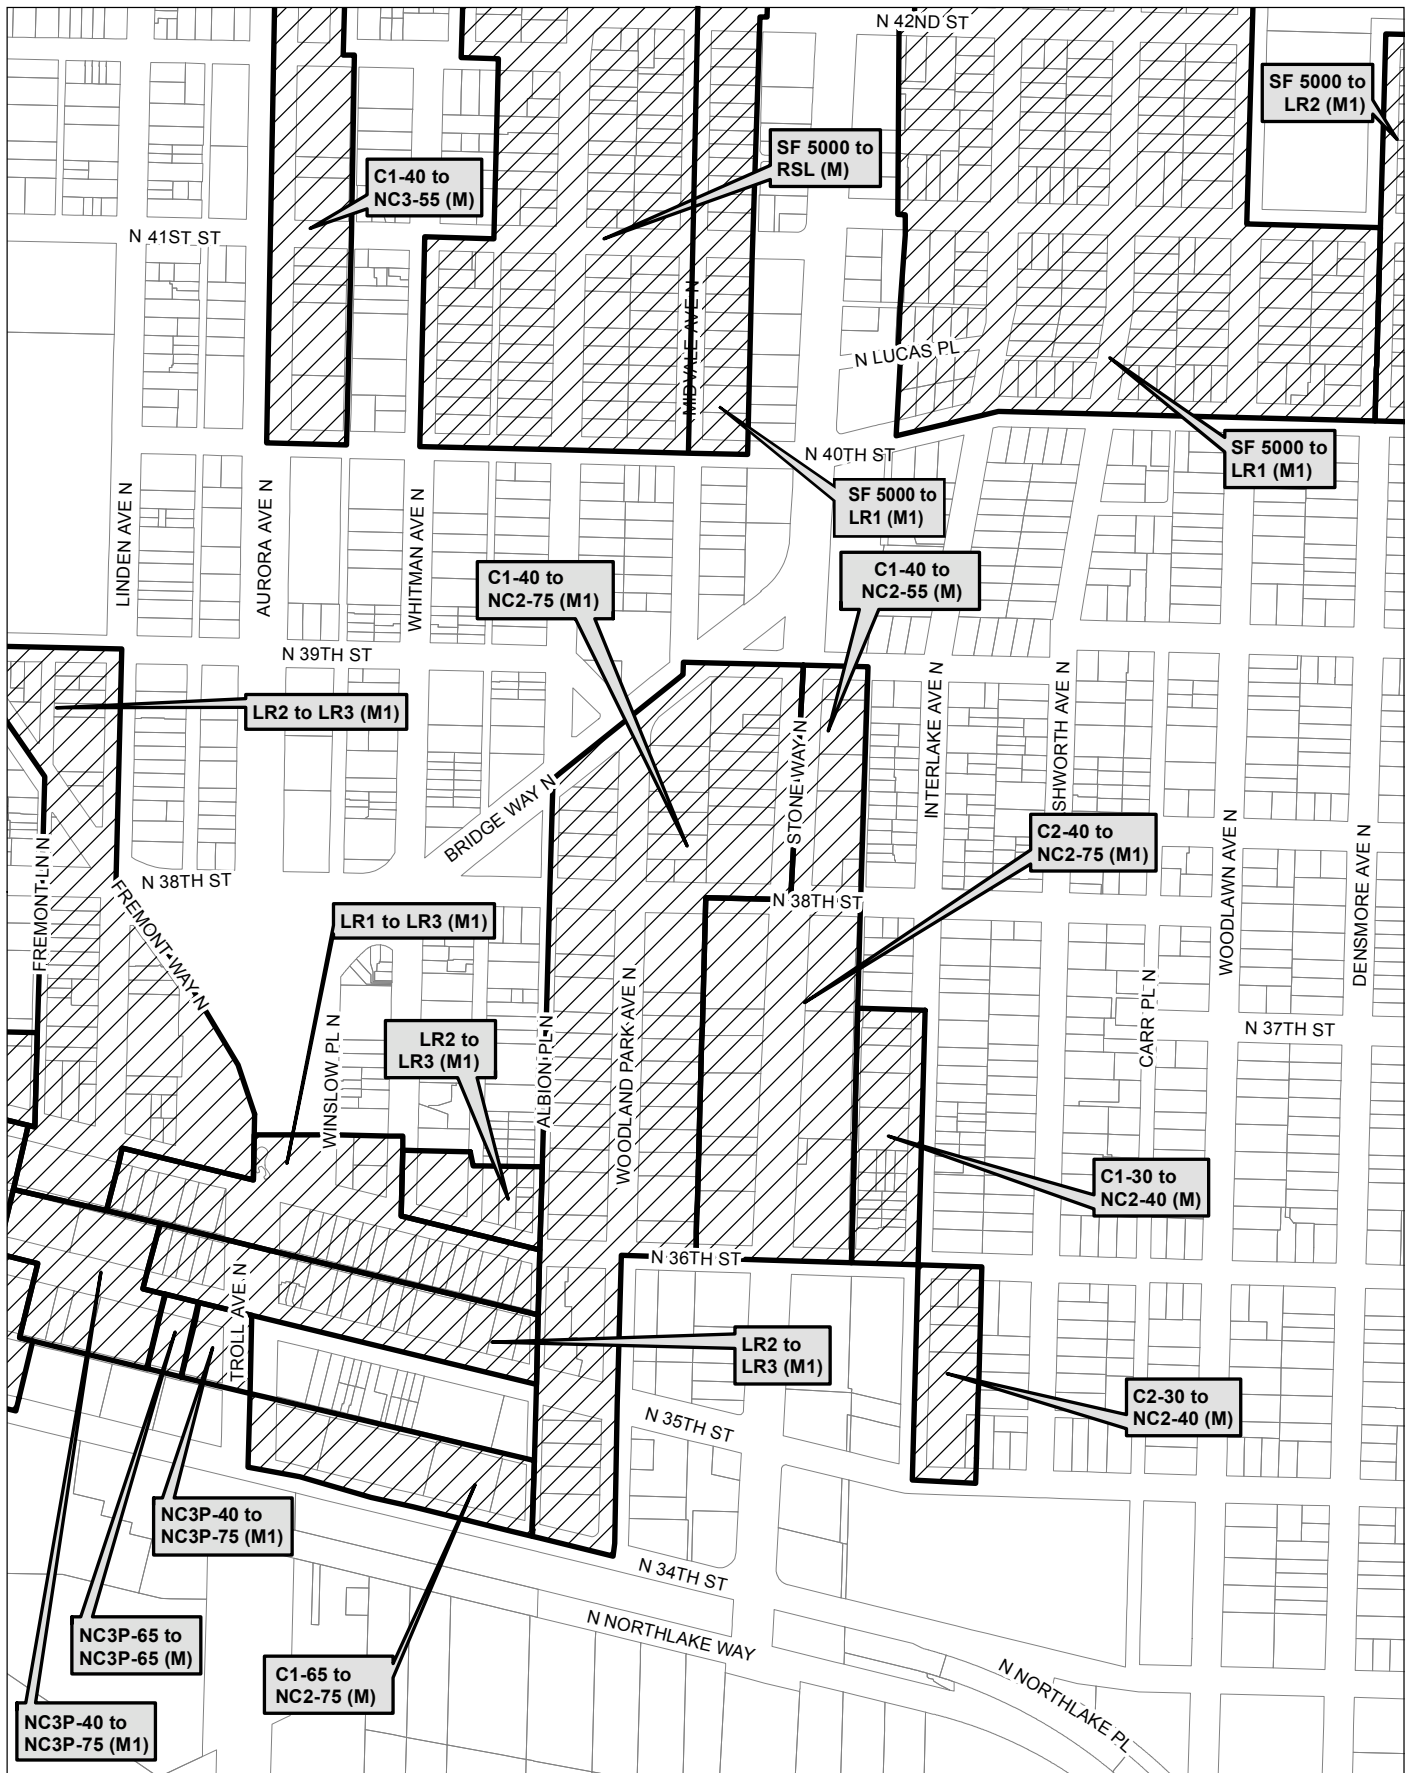 N 42ND ST
SF 5000 to
LR2 (M1)
SF 5000 to
RSL (M)
C1-40 to
NC3-55 (M)
N 41ST ST
MIDVALE AVE N
N LUCAS PL
N 40TH ST
SF 5000 to
LR1 (M1)
SF 5000 to
LR1 (M1)
LINDEN AVE N
AURORA AVE N
WHITMAN AVE N
C1-40 to
NC2-75 (M1)
C1-40 to
NC2-55 (M)
N 39TH ST
LR2 to LR3 (M1)
INTERLAKE AVE N
SHWORTH AVE N
STONE WAY N
BRIDGE WAY N
C2-40 to
NC2-75 (M1)
WOODLAWN AVE N
DENSMORE AVE N
FREMONT LN N
N 38TH ST
FREMONT WAY N
N 38TH ST
LR1 to LR3 (M1)
WINSLOW PL N
LR2 to
LR3 (M1)
ALBION PL N
WOODLAND PARK AVE N
CARR PL N
N 37TH ST
C1-30 to
NC2-40 (M)
N 36TH ST
TROLL AVE N
LR2 to
LR3 (M1)
C2-30 to
NC2-40 (M)
N 35TH ST
NC3P-40 to
NC3P-75 (M1)
N 34TH ST
NC3P-65 to
NC3P-65 (M)
N NORTHLAKE WAY
C1-65 to
NC2-75 (M)
N NORTHLAKE PL
NC3P-40 to
NC3P-75 (M1)